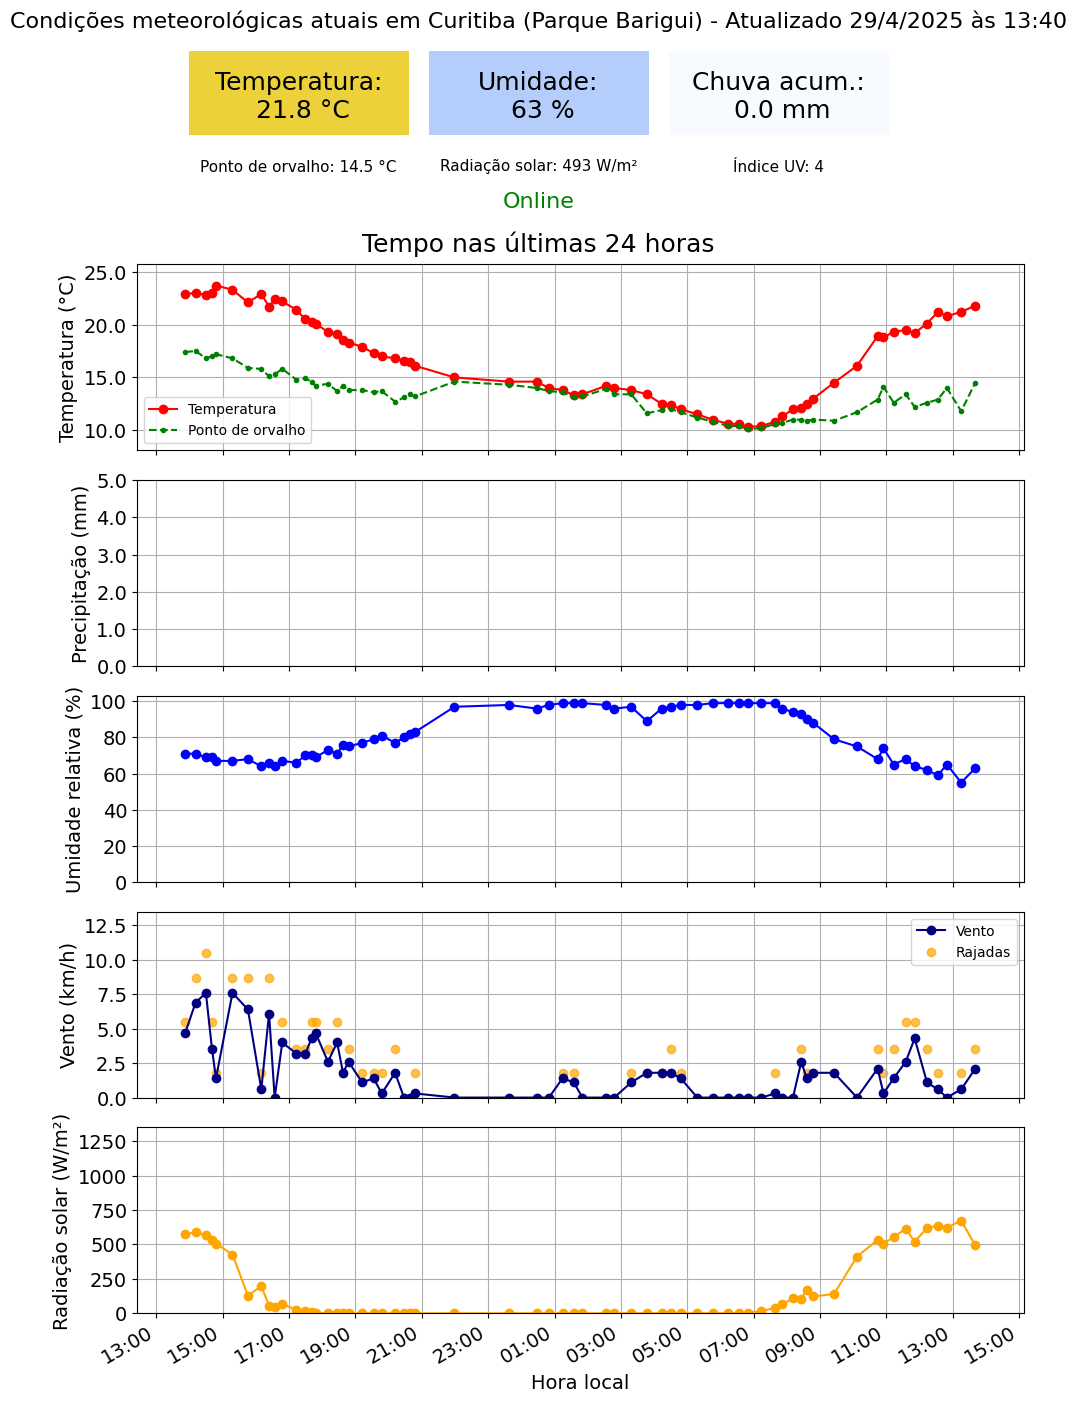 Condições meteorológicas atuais em Curitiba (Parque Barigui) - Atualizado 29/4/2025 às 13:40
Temperatura:
21.8 °C
Umidade:
63 %
Chuva acum.:
0.0 mm
Ponto de orvalho: 14.5 °C
Radiação solar: 493 W/m²
Índice UV: 4
Online
Tempo nas últimas 24 horas
Temperatura (°C)
25.0
20.0
15.0
10.0
Temperatura
Ponto de orvalho
Precipitação (mm)
5.0
4.0
3.0
2.0
1.0
0.0
Umidade relativa (%)
100
80
60
40
20
0
Vento (km/h)
12.5
10.0
7.5
5.0
2.5
0.0
Vento
Rajadas
Radiação solar (W/m²)
1250
1000
750
500
250
0
13:00
15:00
17:00
19:00
21:00
23:00
01:00
03:00
05:00
07:00
09:00
11:00
13:00
15:00
Hora local